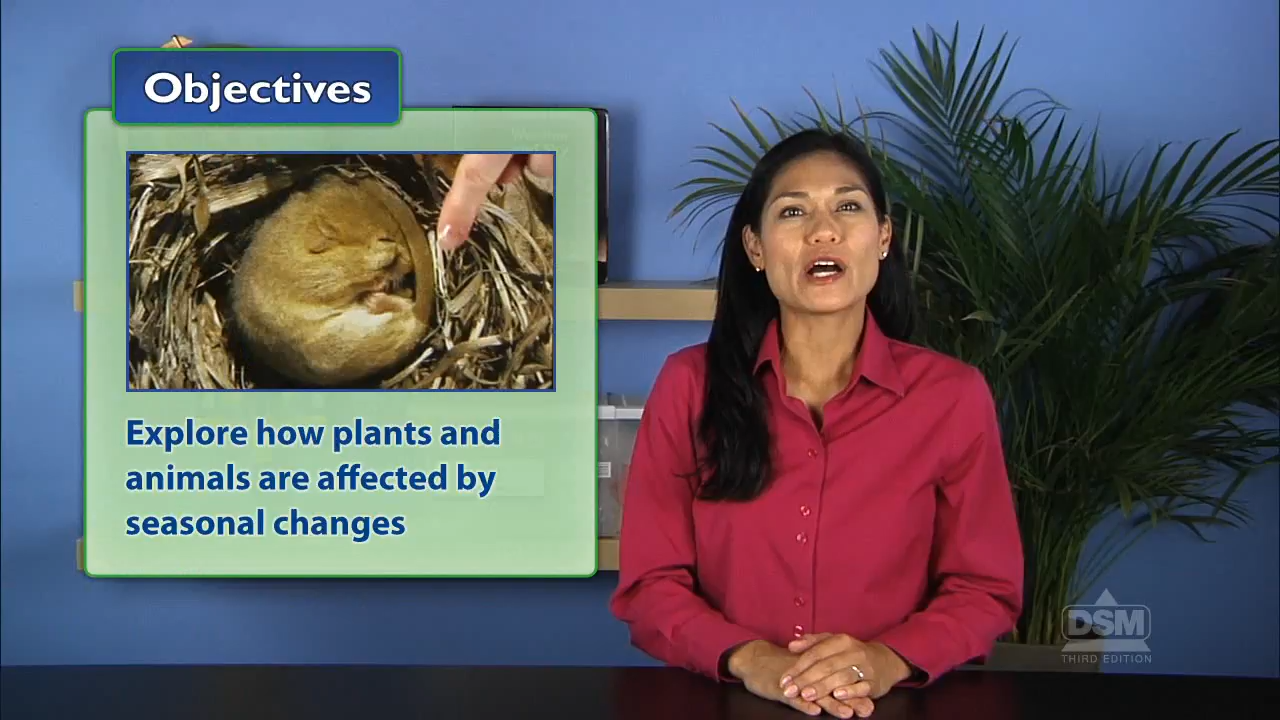 Objectives
Explore how plants and
animals are affected by
seasonal changes
DSM
THIRD EDITION